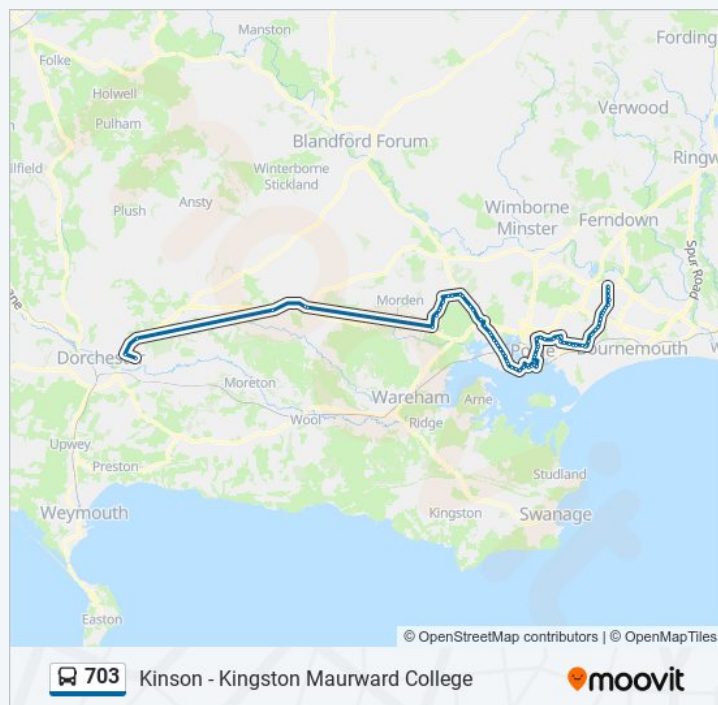 Manston
Fording
Folke
Holwell
Verwood
Pulham
Blandford Forum
Ringw
ilfield
Winterborne
Stickland
Wimborne
Minster
Ferndown
Plush
Ansty
Spur Road
Morden
Dorchest
Poole
Bournemouth
Moreton
Wareham
Arne
Wool
Ridge
Upwey
Preston
Studland
Weymouth
Kingston
Swanage
Easton
© OpenStreetMap contributors | © OpenMapTiles
703 Kinson - Kingston Maurward College
moovit